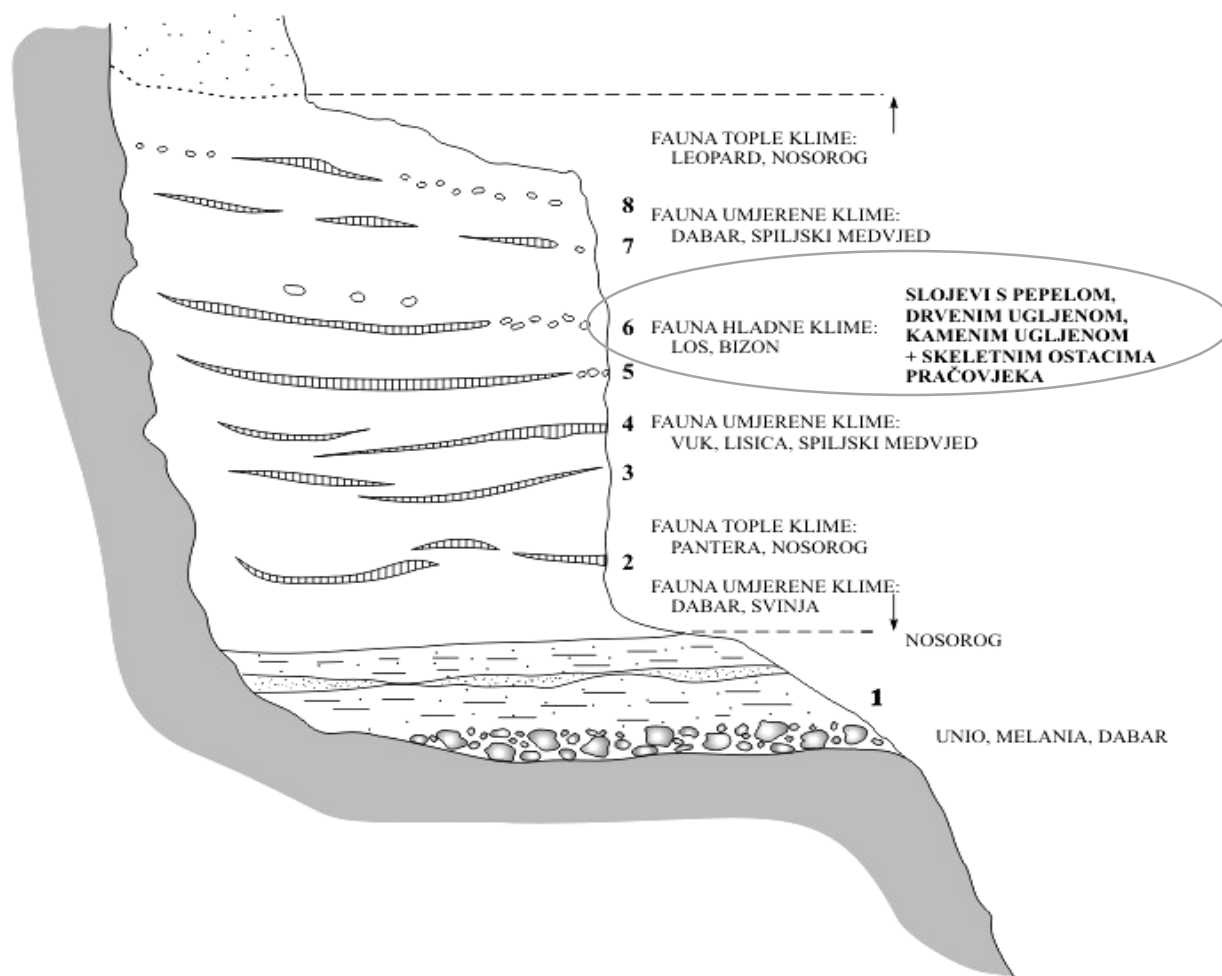 FAUNA TOPLE KLIME:
LEOPARD, NOSOROG
8
FAUNA UMJERENE KLIME:
DABAR, SPILJSKI MEDVJED
7
6
FAUNA HLADNE KLIME:
LOS, BIZON
SLOJEVI S PEPELOM,
DRVENIM UGLJENOM,
KAMENIM UGLJENOM
+ SKELETNIM OSTACIMA
PRAČOVJEKA
5
4
FAUNA UMJERENE KLIME:
VUK, LISICA, SPILJSKI MEDVJED
3
FAUNA TOPLE KLIME:
PANTERA, NOSOROG
2
FAUNA UMJERENE KLIME:
DABAR, SVINJA
NOSOROG
1
UNIO, MELANIA, DABAR